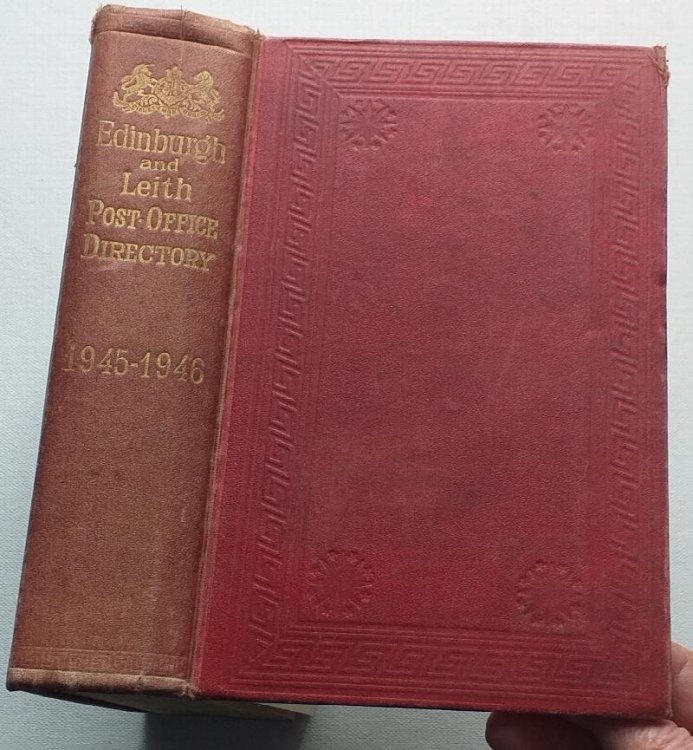 Edinburgh
and
Leith
POST-OFFICE
DIRECTORY
1945-1946